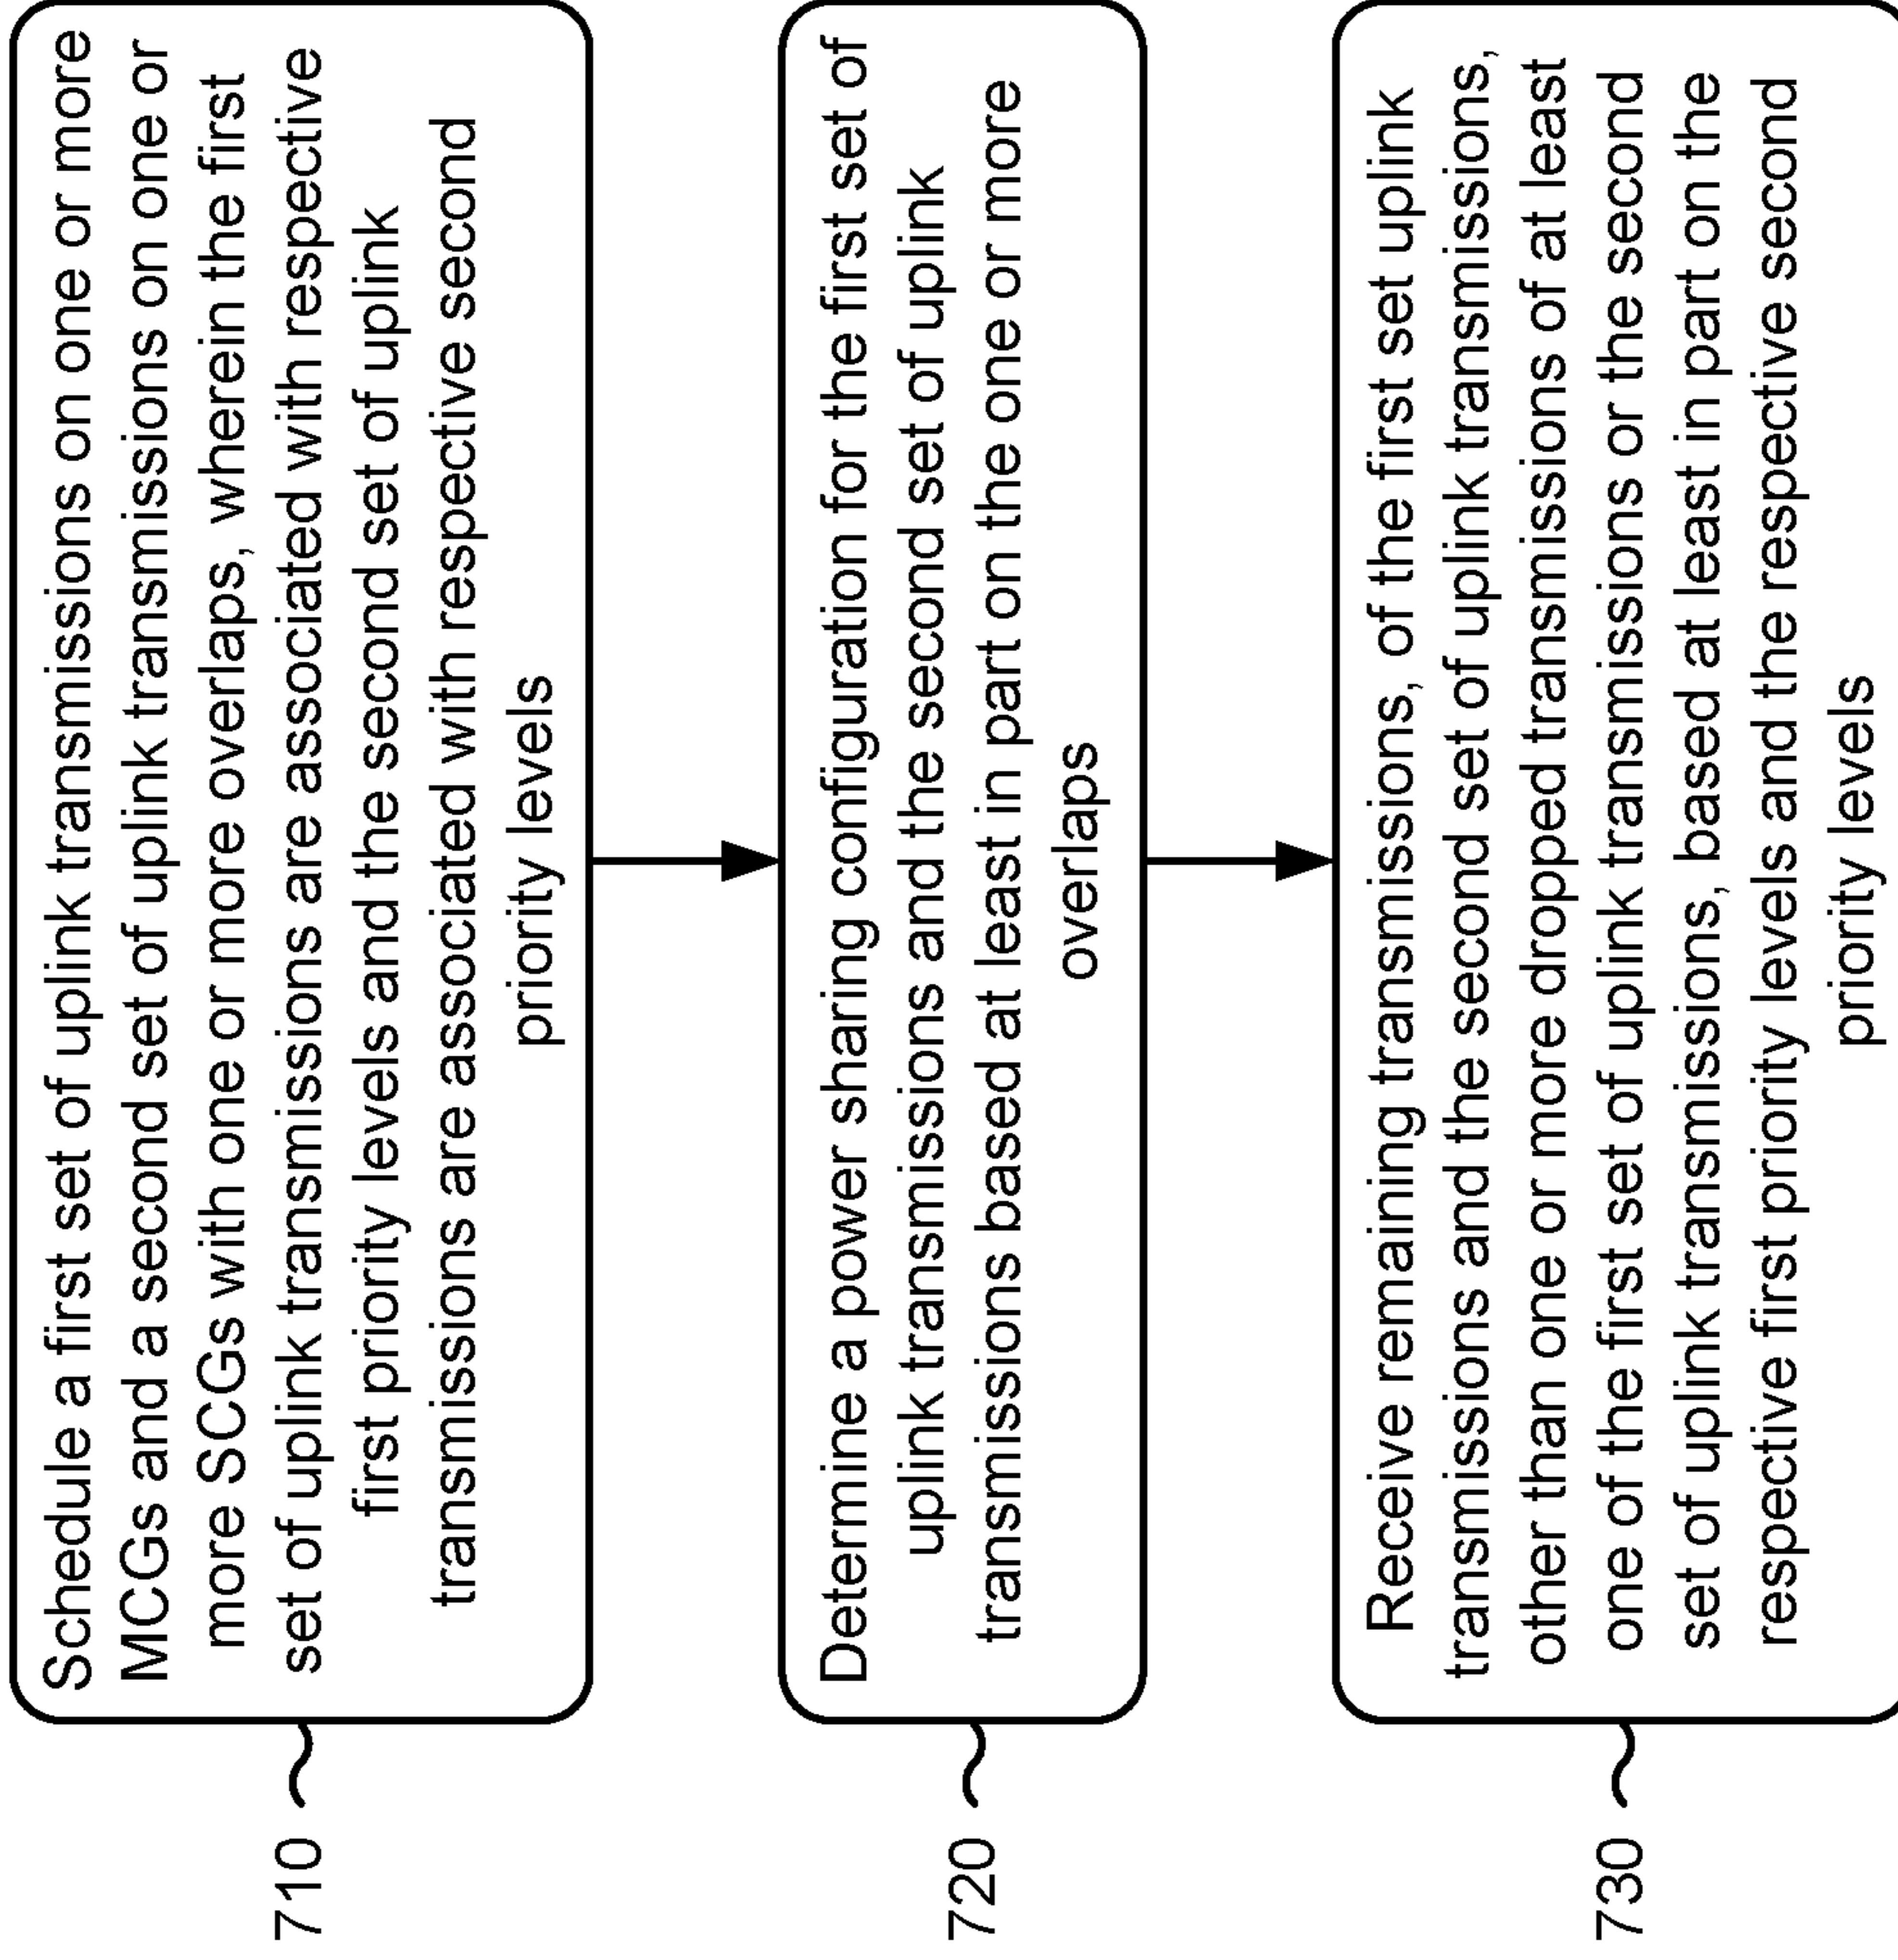 710
Schedule a first set of uplink transmissions on one or more
MCGs and a second set of uplink transmissions on one or
more SCGs with one or more overlaps, wherein the first
set of uplink transmissions are associated with respective
first priority levels and the second set of uplink
transmissions are associated with respective second
priority levels
720
Determine a power sharing configuration for the first set of
uplink transmissions and the second set of uplink
transmissions based at least in part on the one or more
overlaps
730
Receive remaining transmissions, of the first set uplink
transmissions and the second set of uplink transmissions,
other than one or more dropped transmissions of at least
one of the first set of uplink transmissions or the second
set of uplink transmissions, based at least in part on the
respective first priority levels and the respective second
priority levels